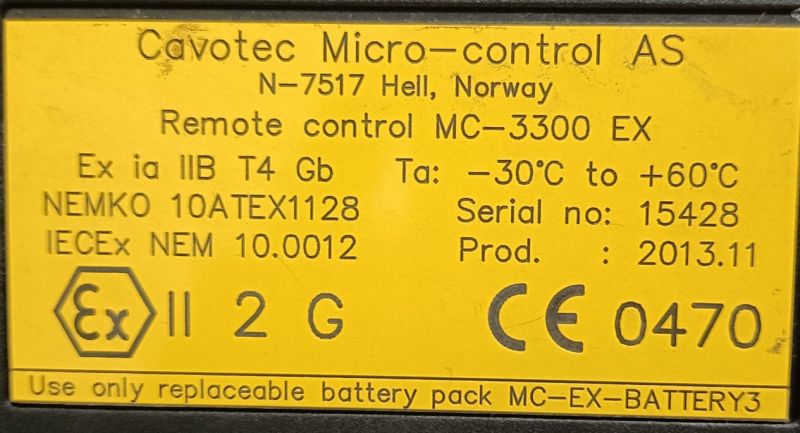 Cavotec Micro-control AS
N-7517 Hell, Norway
Remote control MC-3300 EX
Ex ia IIB T4 Gb Ta: -30°C to +60°C
NEMKO 10ATEX1128 Serial no: 15428
IECEx NEM 10.0012 Prod. : 2013.11
Ex II 2 G CE 0470
Use only replaceable battery pack MC-EX-BATTERY3